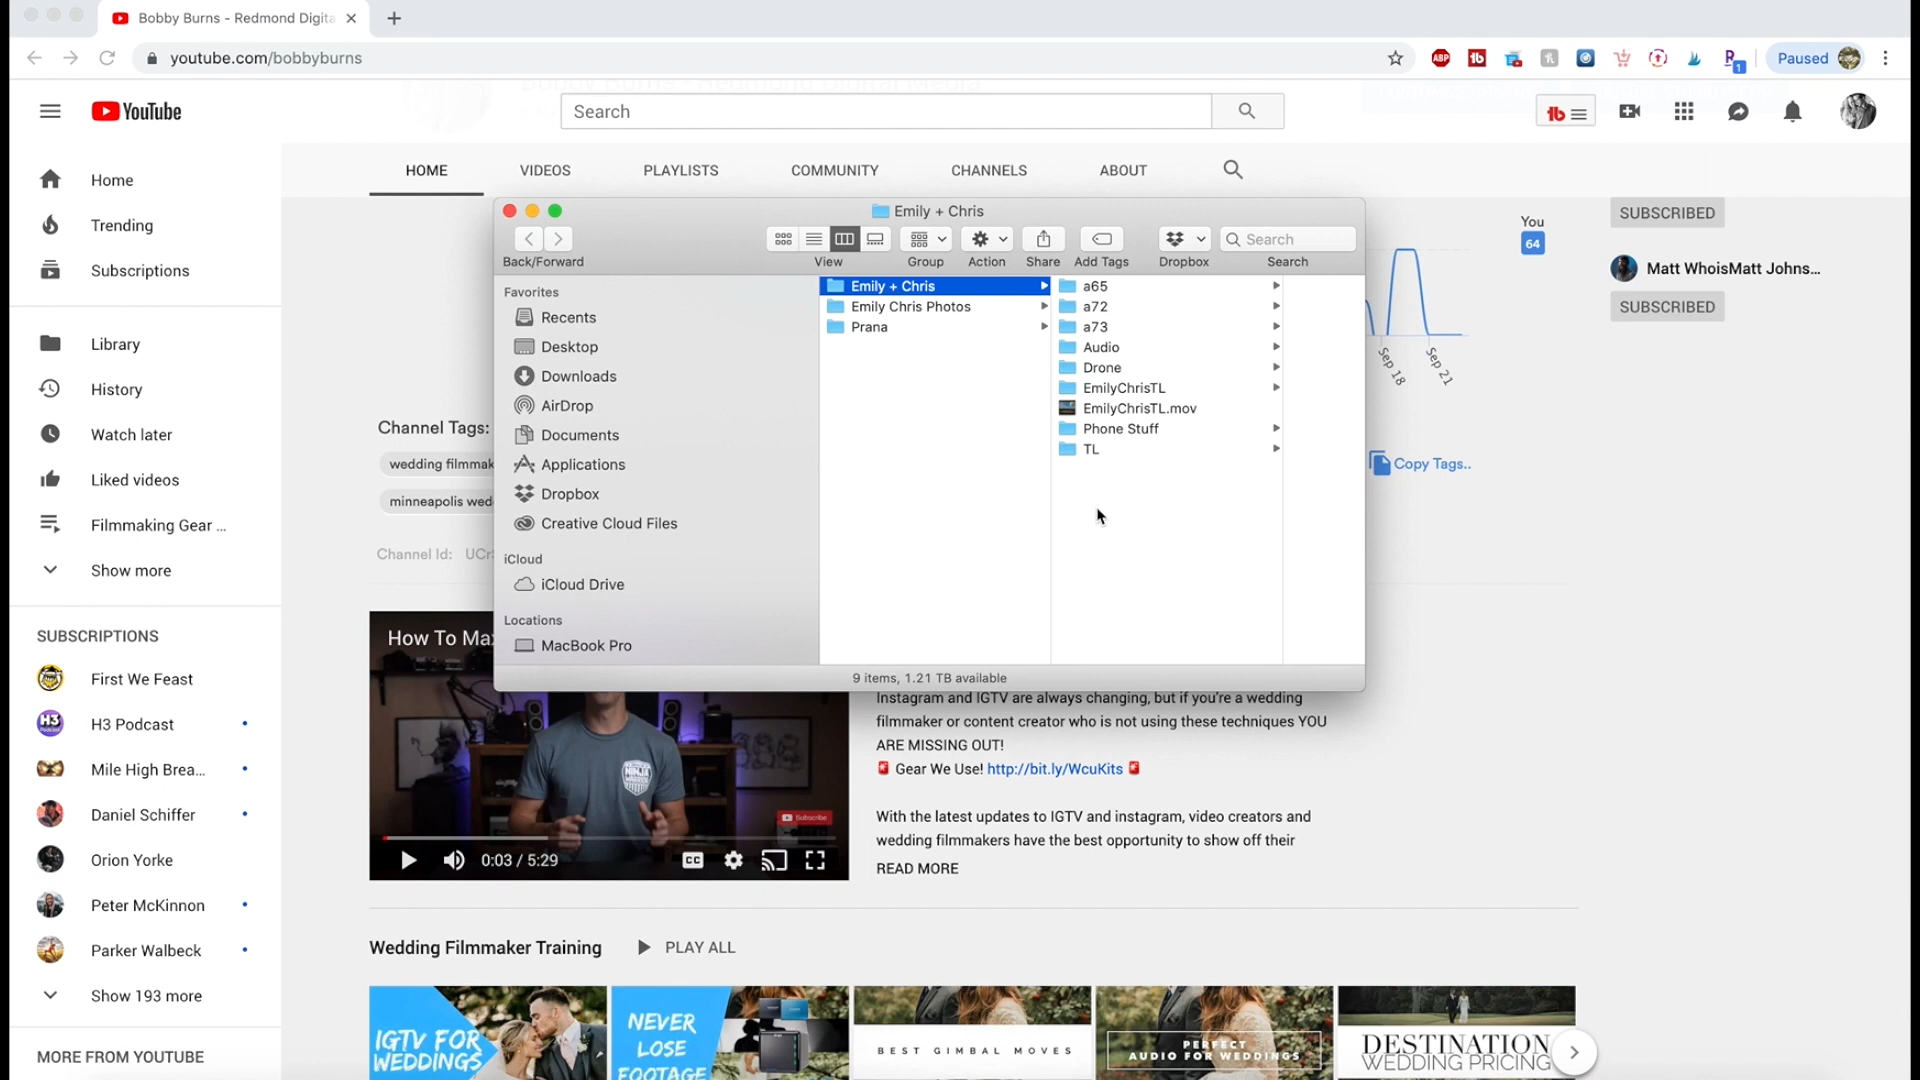 Bobby Burns - Redmond Digita
youtube.com/bobbyburns
ABP
1
Paused
YouTube
Search
Home
Trending
Subscriptions
Library
History
Watch later
Liked videos
Filmmaking Gear ...
Show more
SUBSCRIPTIONS
First We Feast
H3 Podcast
Mile High Brea...
Daniel Schiffer
Orion Yorke
Peter McKinnon
Parker Walbeck
Show 193 more
MORE FROM YOUTUBE
HOME
VIDEOS
PLAYLISTS
COMMUNITY
CHANNELS
ABOUT
Emily + Chris
Back/Forward
View
Group
Action
Share
Add Tags
Dropbox
Search
Search
Favorites
Recents
Desktop
Downloads
AirDrop
Documents
Applications
Dropbox
Creative Cloud Files
iCloud
iCloud Drive
Locations
MacBook Pro
Emily + Chris
Emily Chris Photos
Prana
a65
a72
a73
Audio
Drone
EmilyChrisTL
EmilyChrisTL.mov
Phone Stuff
TL
9 items, 1.21 TB available
You
64
Sep 18
Sep 21
SUBSCRIBED
Matt WhoisMatt Johns...
SUBSCRIBED
Channel Tags:
wedding filmmak
minneapolis wed
Channel Id: UCr
Copy Tags..
How To Max
Subscribe
0:03 / 5:29
CC
Instagram and IGTV are always changing, but if you're a wedding
filmmaker or content creator who is not using these techniques YOU
ARE MISSING OUT!
Gear We Use! http://bit.ly/WcuKits
With the latest updates to IGTV and instagram, video creators and
wedding filmmakers have the best opportunity to show off their
READ MORE
Wedding Filmmaker Training
PLAY ALL
IGTV FOR
WEDDINGS
NEVER
LOSE
FOOTAGE
BEST GIMBAL MOVES
PERFECT
AUDIO FOR WEDDINGS
DESTINATION
WEDDING PRICING